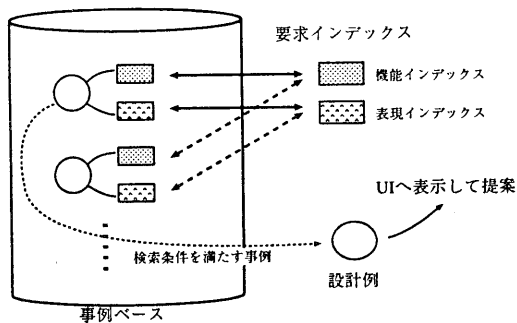 要求インデックス
機能インデックス
表現インデックス
UIへ表示して提案
検索条件を満たす事例
設計例
事例ベース